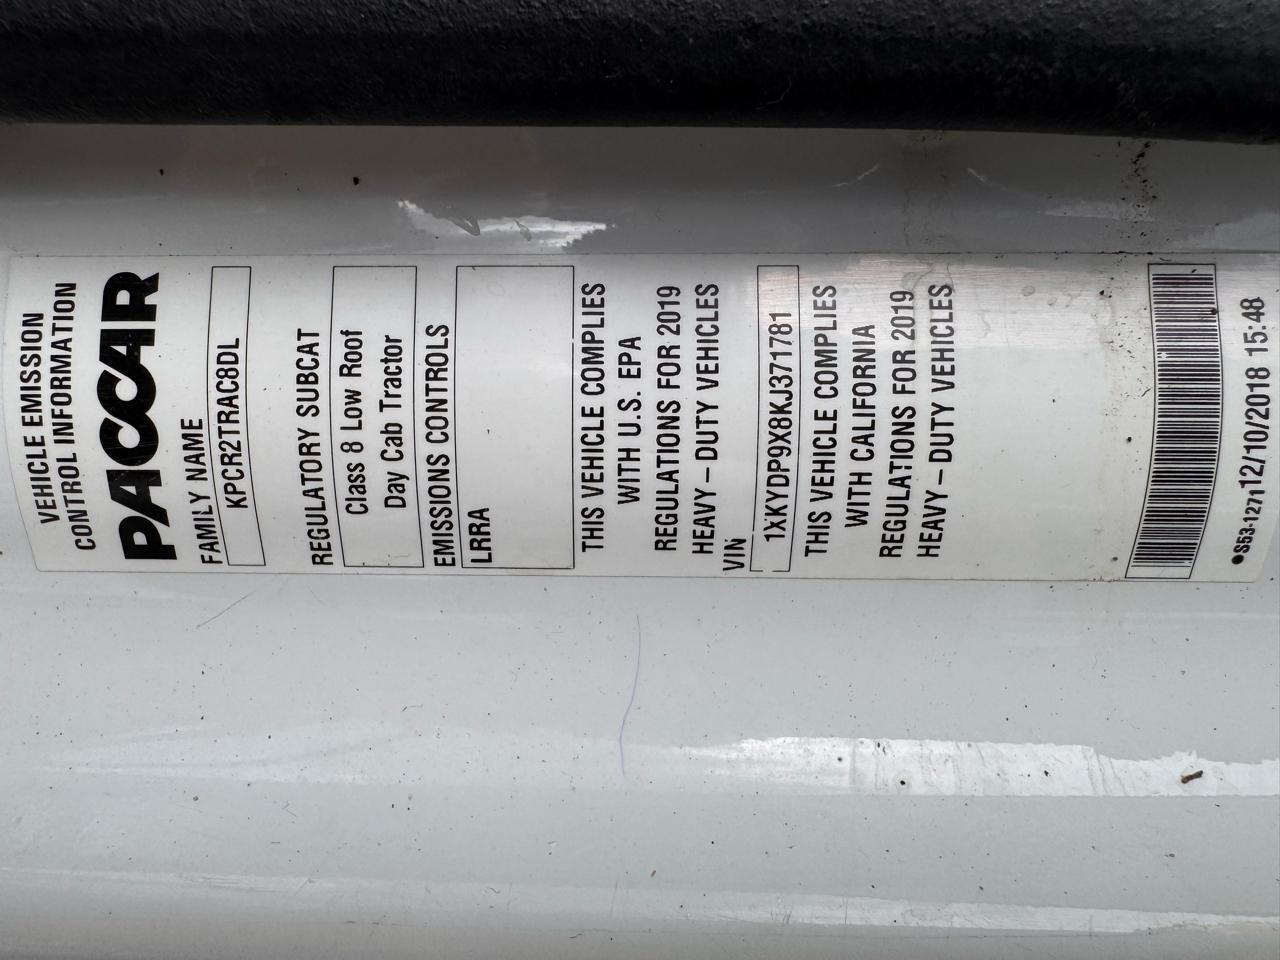 VEHICLE EMISSION
CONTROL INFORMATION
PACCAR
FAMILY NAME
KPCR2TRAC8DL
REGULATORY SUBCAT
Class 8 Low Roof
Day Cab Tractor
EMISSIONS CONTROLS
LRRA
THIS VEHICLE COMPLIES
WITH U.S. EPA
REGULATIONS FOR 2019
HEAVY – DUTY VEHICLES
VIN
1XKYDP9X8KJ371781
THIS VEHICLE COMPLIES
WITH CALIFORNIA
REGULATIONS FOR 2019
HEAVY – DUTY VEHICLES
●S53-1271 12/10/2018 15:48